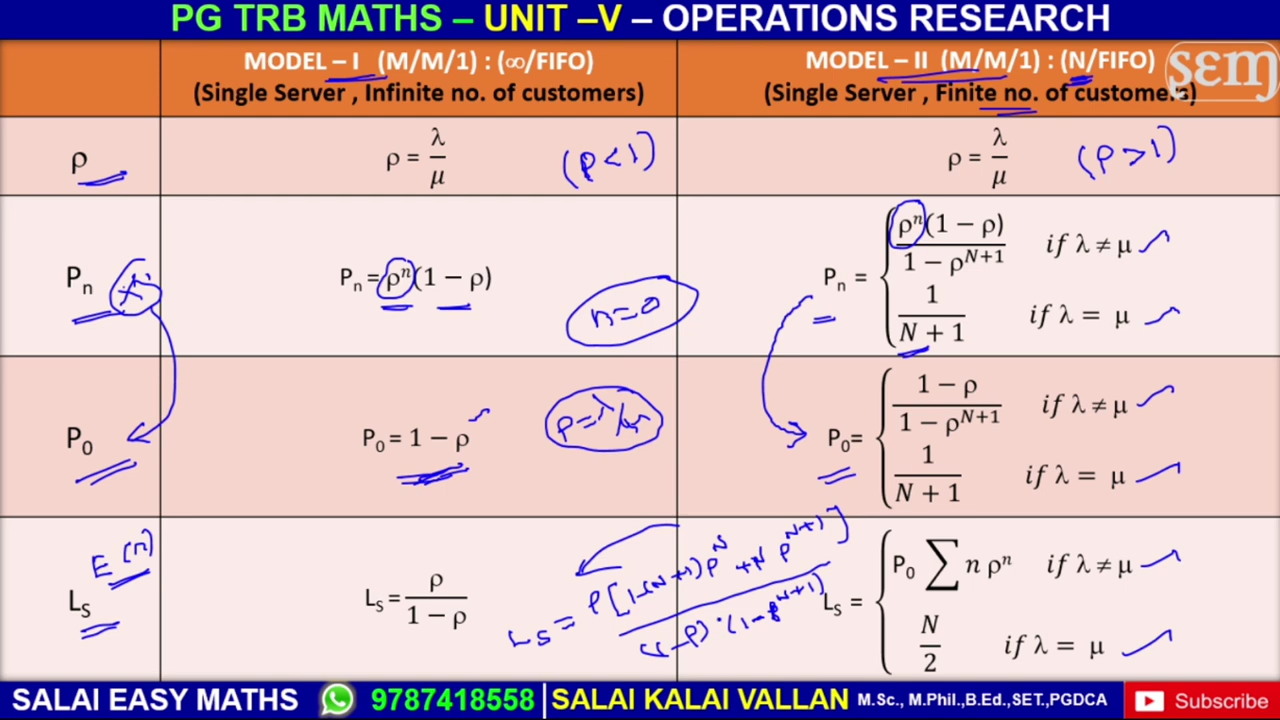 PG TRB MATHS – UNIT –V – OPERATIONS RESEARCH
MODEL – I (M/M/1) : (∞/FIFO)
(Single Server , Infinite no. of customers)
MODEL – II (M/M/1) : (N/FIFO)
(Single Server , Finite no. of customers)
sem
ρ
ρ = λ/μ
(ρ < 1)
ρ = λ/μ
(ρ > 1)
Pn
Pn = ρ^n (1 − ρ)
n=0
Pn = { ρ^n (1 − ρ) / (1 − ρ^(N+1)) if λ ≠ μ
1 / (N + 1) if λ = μ
P0
P0 = 1 − ρ
ρ=λ/μ
P0= { (1 − ρ) / (1 − ρ^(N+1)) if λ ≠ μ
1 / (N + 1) if λ = μ
E(n)
Ls
Ls = ρ / (1 − ρ)
Ls = ρ[1-(N+1)ρ^N + N ρ^(N+1)] / (1-ρ)·(1-ρ^(N+1))
Ls = { P0 ∑ n ρ^n if λ ≠ μ
N/2 if λ = μ
SALAI EASY MATHS 9787418558 | SALAI KALAI VALLAN M.Sc., M.Phil.,B.Ed.,SET.,PGDCA Subscribe